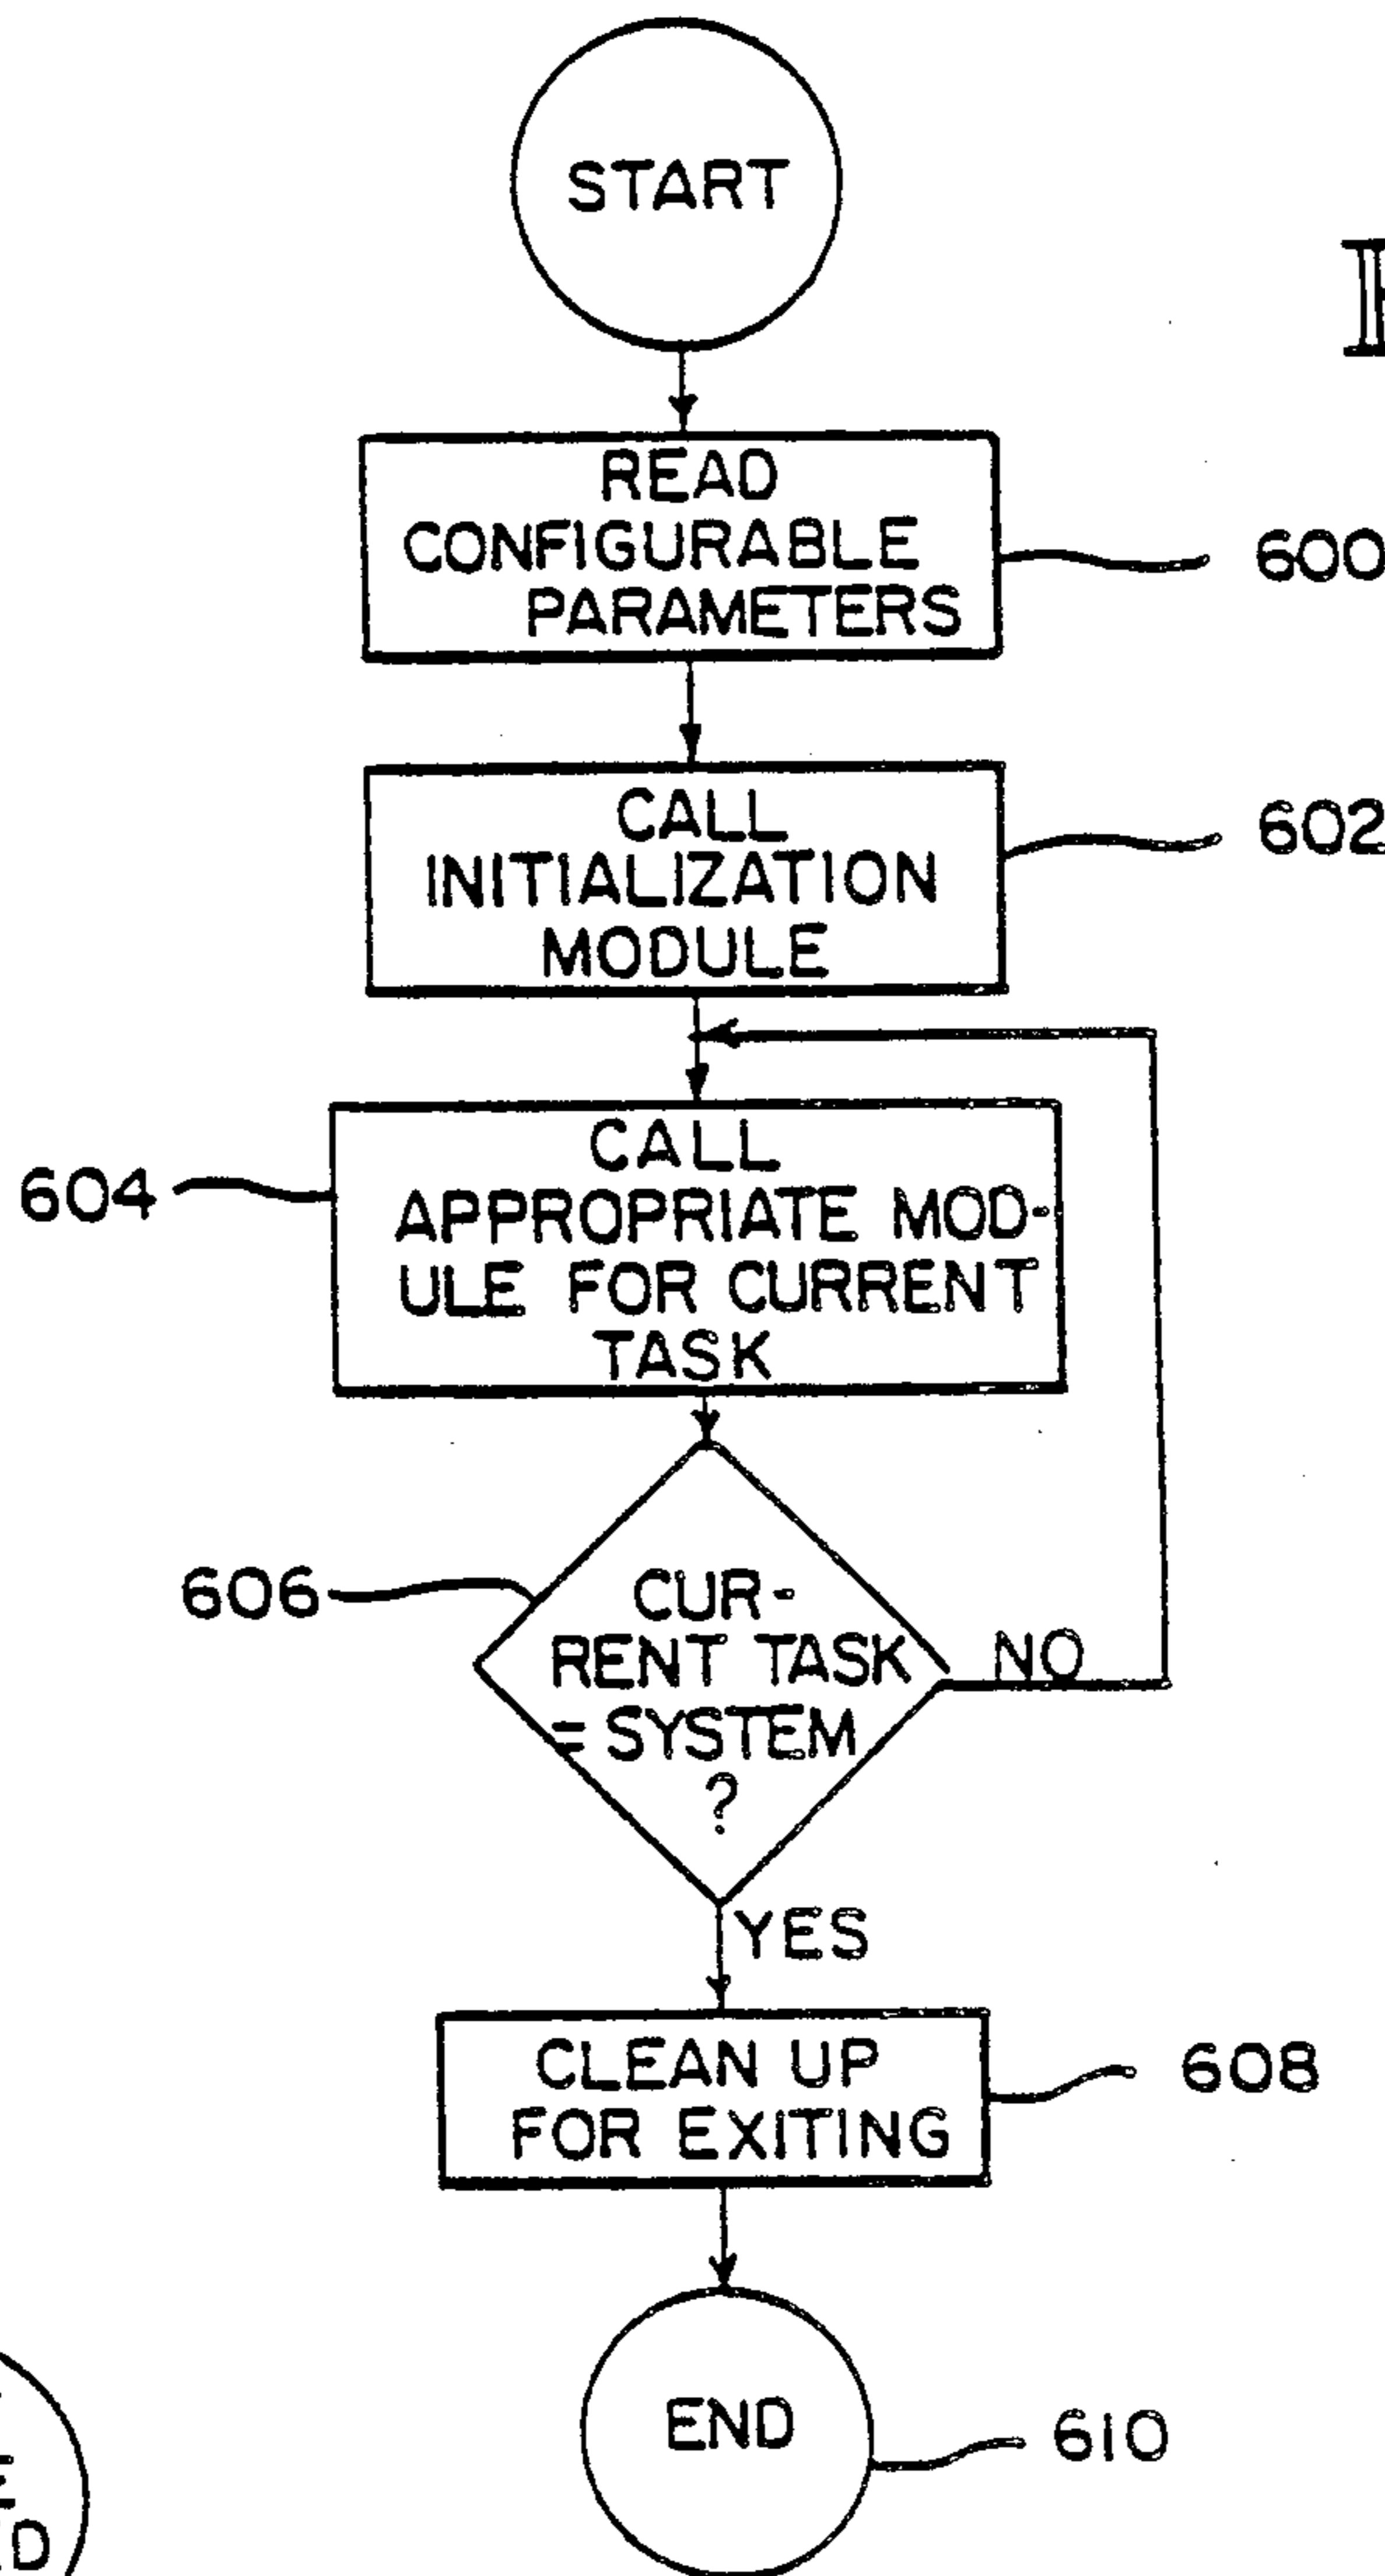 START
READ
CONFIGURABLE
PARAMETERS
600
CALL
INITIALIZATION
MODULE
602
CALL
604
APPROPRIATE MOD-
ULE FOR CURRENT
TASK
606
CUR-
RENT TASK
= SYSTEM
?
NO
YES
CLEAN UP
FOR EXITING
608
END
610